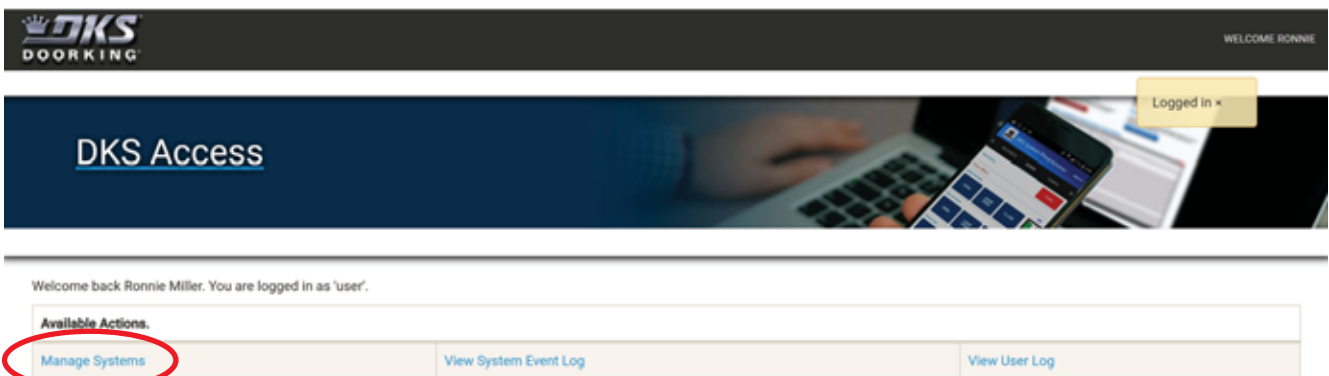 DKS
DOORKING
WELCOME RONNIE
Logged in ×
DKS Access
Welcome back Ronnie Miller. You are logged in as 'user'.
Available Actions.
Manage Systems View System Event Log View User Log